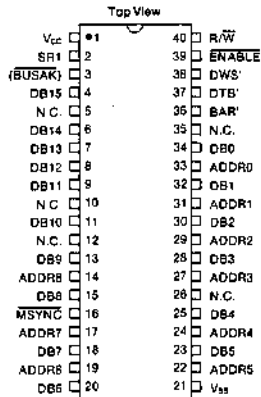 Top View
Vcc •1 40 R/W̅
SR1 2 39 E̅N̅A̅B̅L̅E̅
(B̅U̅S̅A̅K̅) 3 38 DWS'
DB15 4 37 DTB'
N.C. 5 36 BAR'
DB14 6 35 N.C.
DB13 7 34 DB0
DB12 8 33 ADDR0
DB11 9 32 DB1
N.C 10 31 ADDR1
DB10 11 30 DB2
N.C. 12 29 ADDR2
DB9 13 28 DB3
ADDR8 14 27 ADDR3
DB8 15 26 N.C.
M̅S̅Y̅N̅C̅ 16 25 DB4
ADDR7 17 24 ADDR4
DB7 18 23 DB5
ADDR6 19 22 ADDR5
DB6 20 21 Vss